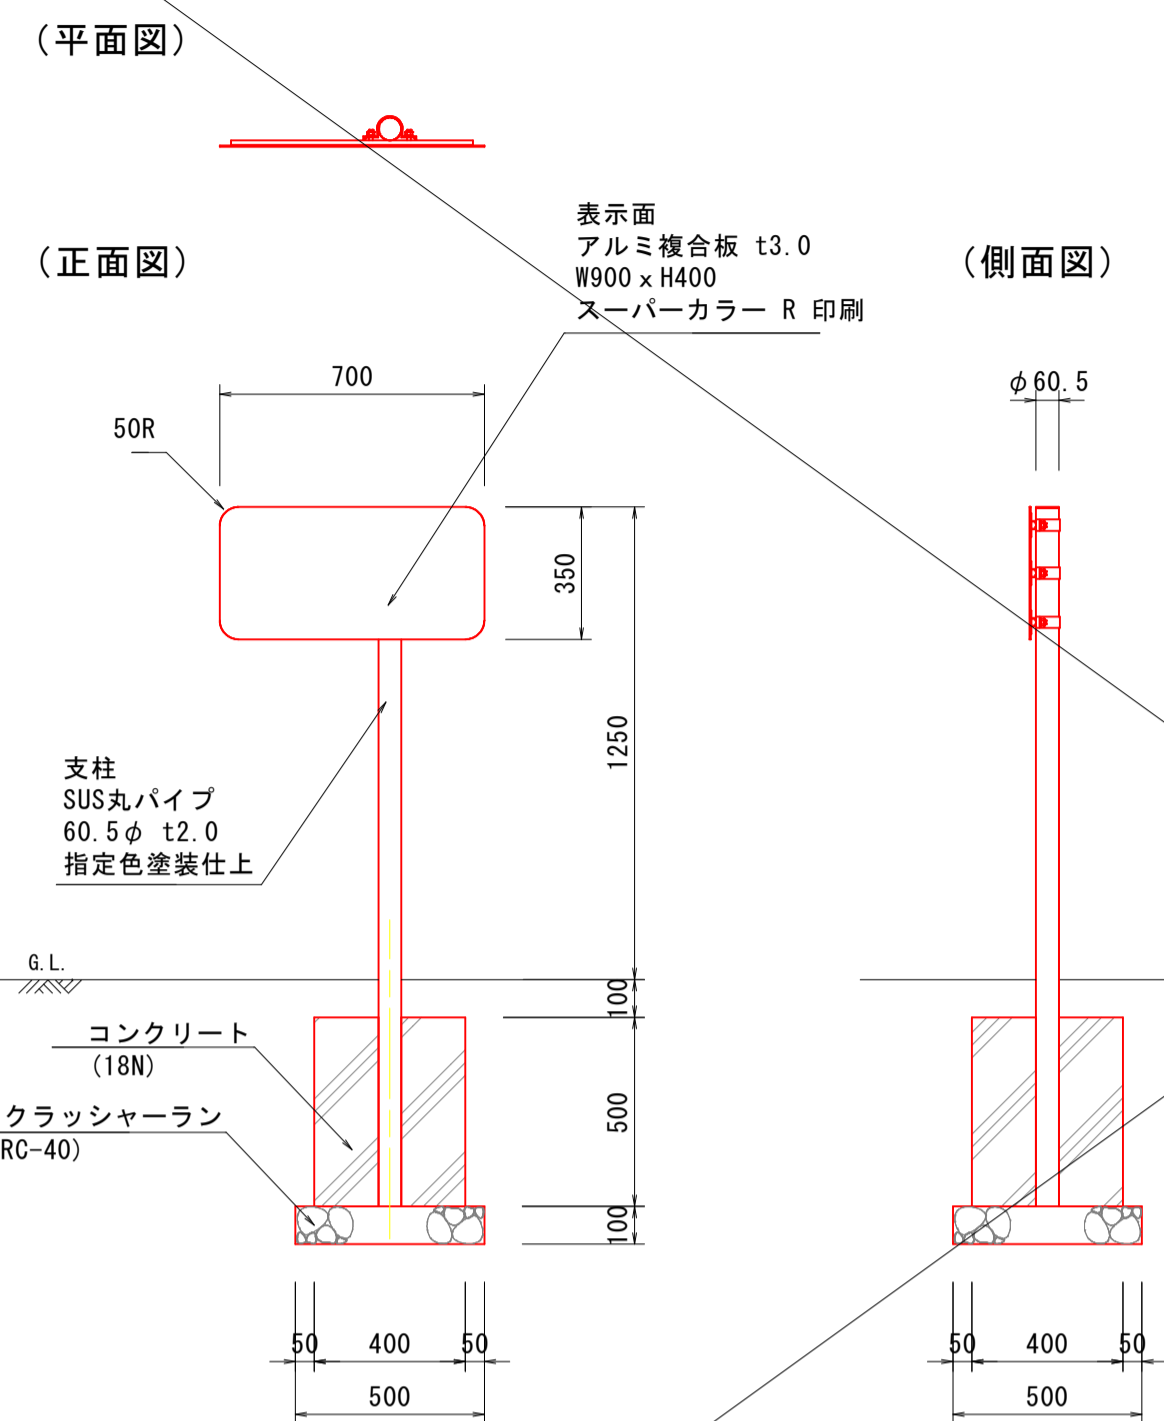 （平面図）
表示面
アルミ複合板 t3.0
W900 x H400
スーパーカラー R 印刷
（正面図）
（側面図）
700
φ60.5
50R
350
1250
支柱
SUS丸パイプ
60.5φ t2.0
指定色塗装仕上
G.L.
100
コンクリート
(18N)
500
クラッシャーラン
RC-40)
100
50 400 50
500
50 400 50
500